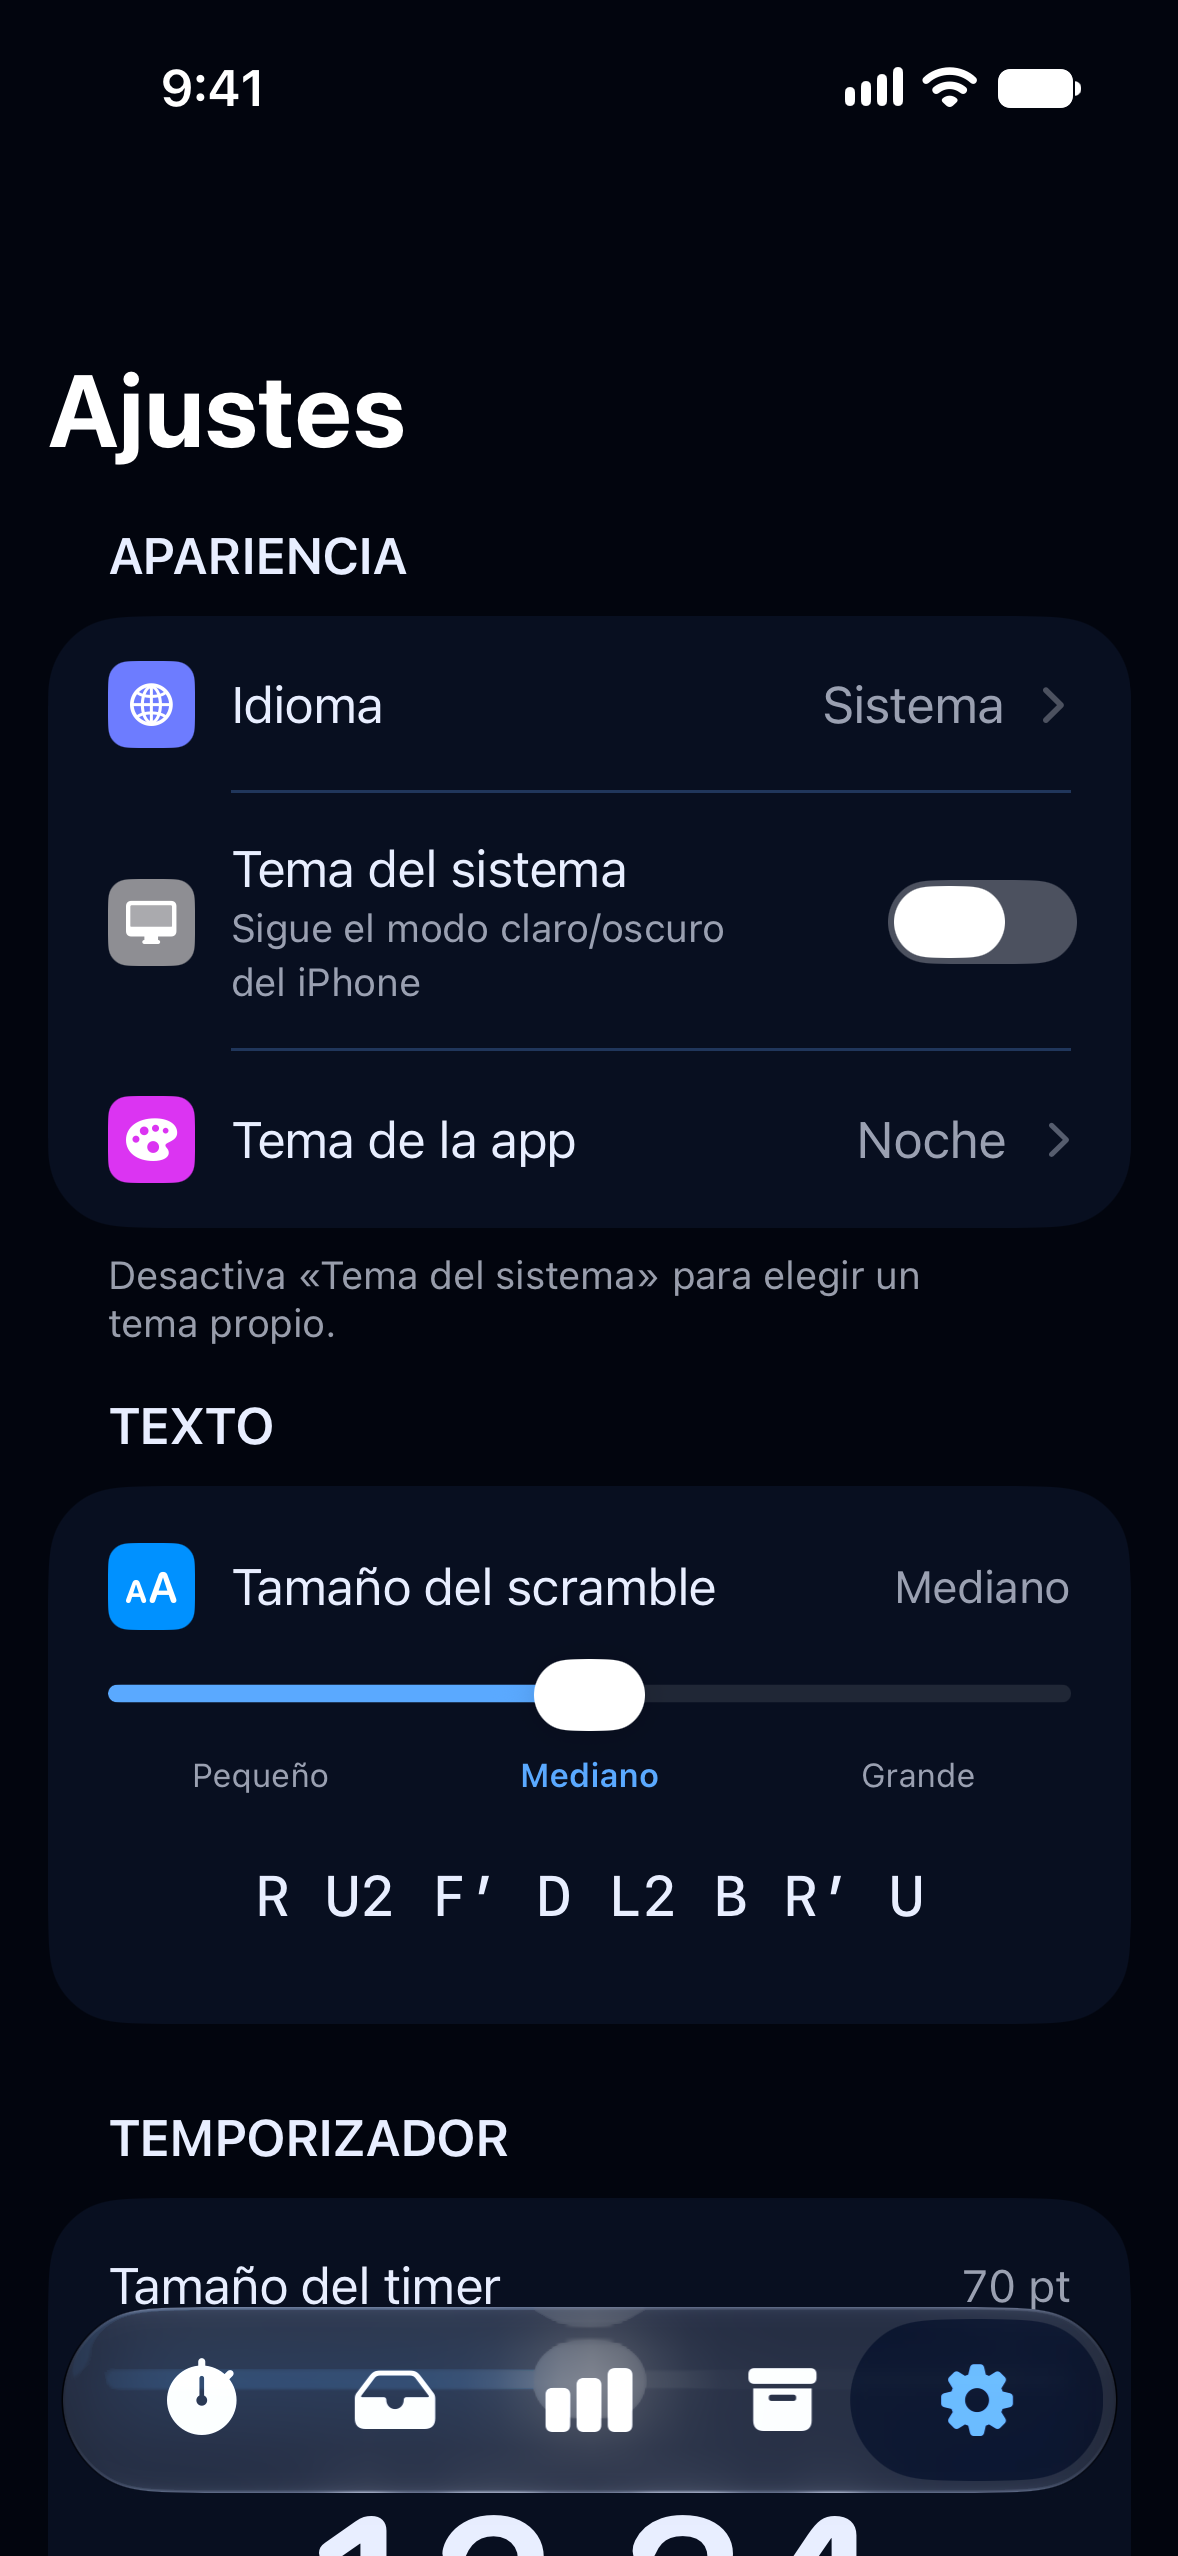 9:41
Ajustes
APARIENCIA
Idioma Sistema
Tema del sistema
Sigue el modo claro/oscuro
del iPhone
Tema de la app Noche
Desactiva «Tema del sistema» para elegir un
tema propio.
TEXTO
AA Tamaño del scramble Mediano
Pequeño Mediano Grande
R U2 F′ D L2 B R′ U
TEMPORIZADOR
Tamaño del timer 70 pt